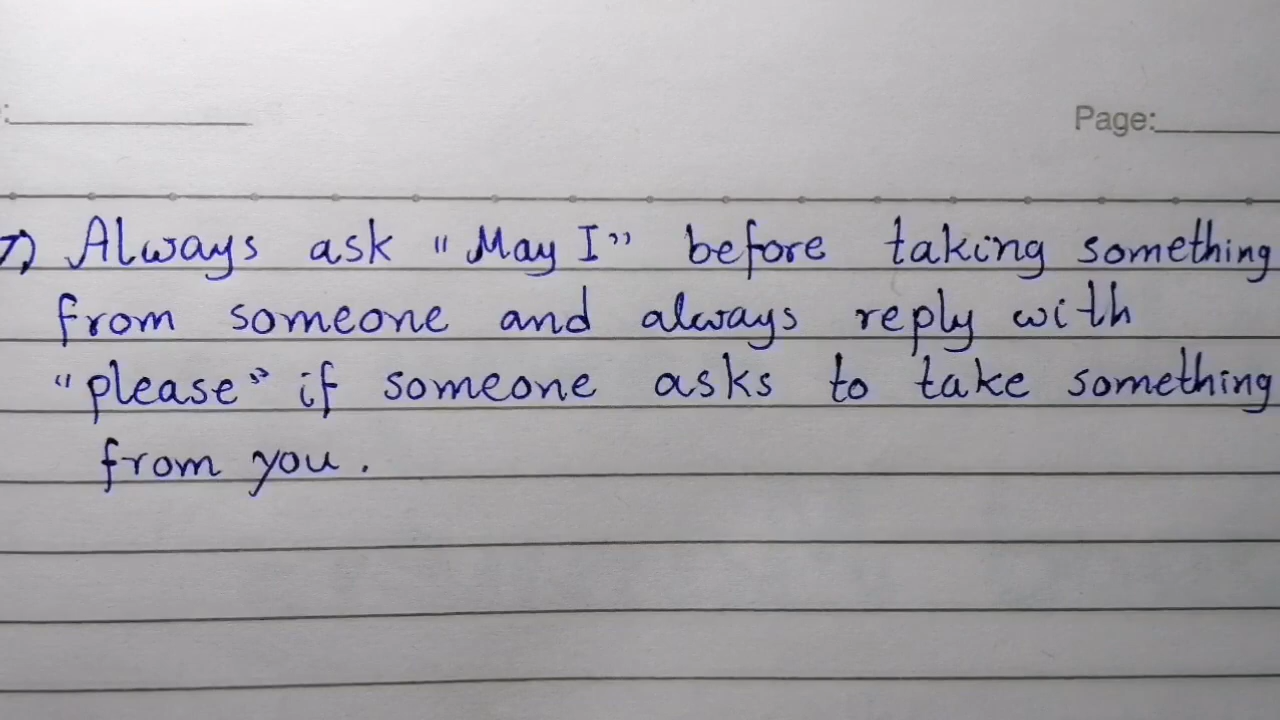 Page:
7) Always ask "May I" before taking something
from someone and always reply with
"please" if someone asks to take something
from you.